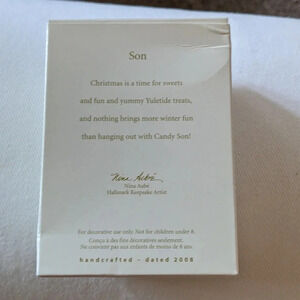 Son
Christmas is a time for sweets
and fun and yummy Yuletide treats,
and nothing brings more winter fun
than hanging out with Candy Son!
Nina Aubé
Nina Aubé
Hallmark Keepsake Artist
For decorative use only. Not for children under 6.
Conçu à des fins décoratives seulement.
Ne convient pas aux enfants de moins de 6 ans.
handcrafted - dated 2008